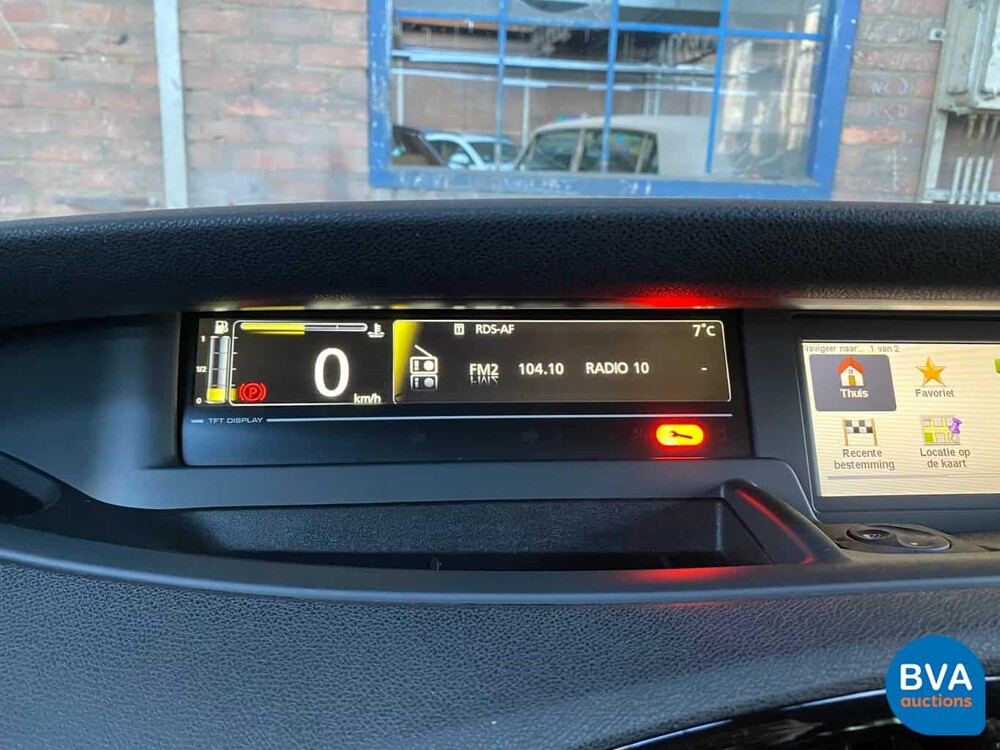 RDS-AF
7°C
1
1/2
0
P
0
km/h
FM2
104.10
RADIO 10
-
TFT DISPLAY
Navigeer naar... 1 van 2
Thuis
Favoriet
Recente
bestemming
Locatie op
de kaart
BVA
auctions